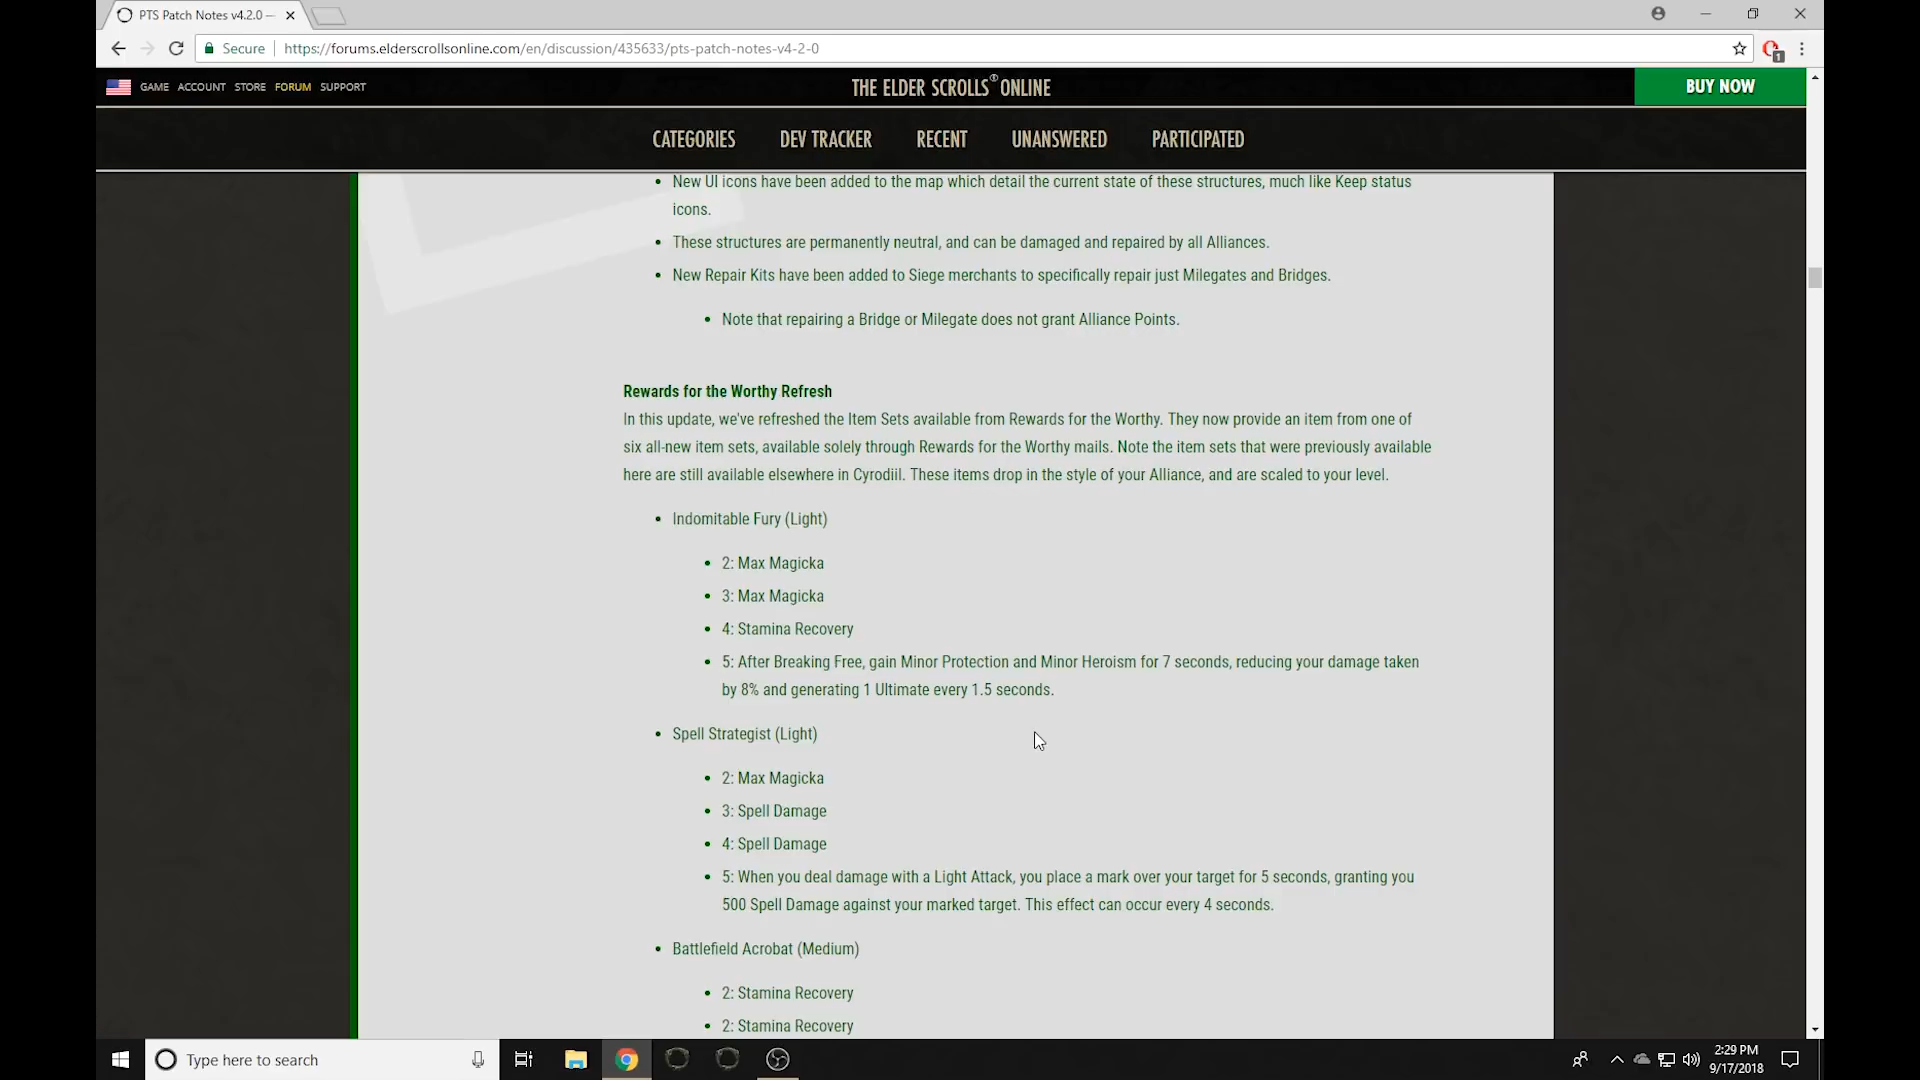 PTS Patch Notes v4.2.0 —
Secure https://forums.elderscrollsonline.com/en/discussion/435633/pts-patch-notes-v4-2-0
1
GAME ACCOUNT STORE FORUM SUPPORT
THE ELDER SCROLLS® ONLINE
BUY NOW
CATEGORIES DEV TRACKER RECENT UNANSWERED PARTICIPATED
• New UI icons have been added to the map which detail the current state of these structures, much like Keep status
icons.
• These structures are permanently neutral, and can be damaged and repaired by all Alliances.
• New Repair Kits have been added to Siege merchants to specifically repair just Milegates and Bridges.
• Note that repairing a Bridge or Milegate does not grant Alliance Points.
Rewards for the Worthy Refresh
In this update, we've refreshed the Item Sets available from Rewards for the Worthy. They now provide an item from one of
six all-new item sets, available solely through Rewards for the Worthy mails. Note the item sets that were previously available
here are still available elsewhere in Cyrodiil. These items drop in the style of your Alliance, and are scaled to your level.
• Indomitable Fury (Light)
• 2: Max Magicka
• 3: Max Magicka
• 4: Stamina Recovery
• 5: After Breaking Free, gain Minor Protection and Minor Heroism for 7 seconds, reducing your damage taken
by 8% and generating 1 Ultimate every 1.5 seconds.
• Spell Strategist (Light)
• 2: Max Magicka
• 3: Spell Damage
• 4: Spell Damage
• 5: When you deal damage with a Light Attack, you place a mark over your target for 5 seconds, granting you
500 Spell Damage against your marked target. This effect can occur every 4 seconds.
• Battlefield Acrobat (Medium)
• 2: Stamina Recovery
• 2: Stamina Recovery
Type here to search
2:29 PM
9/17/2018